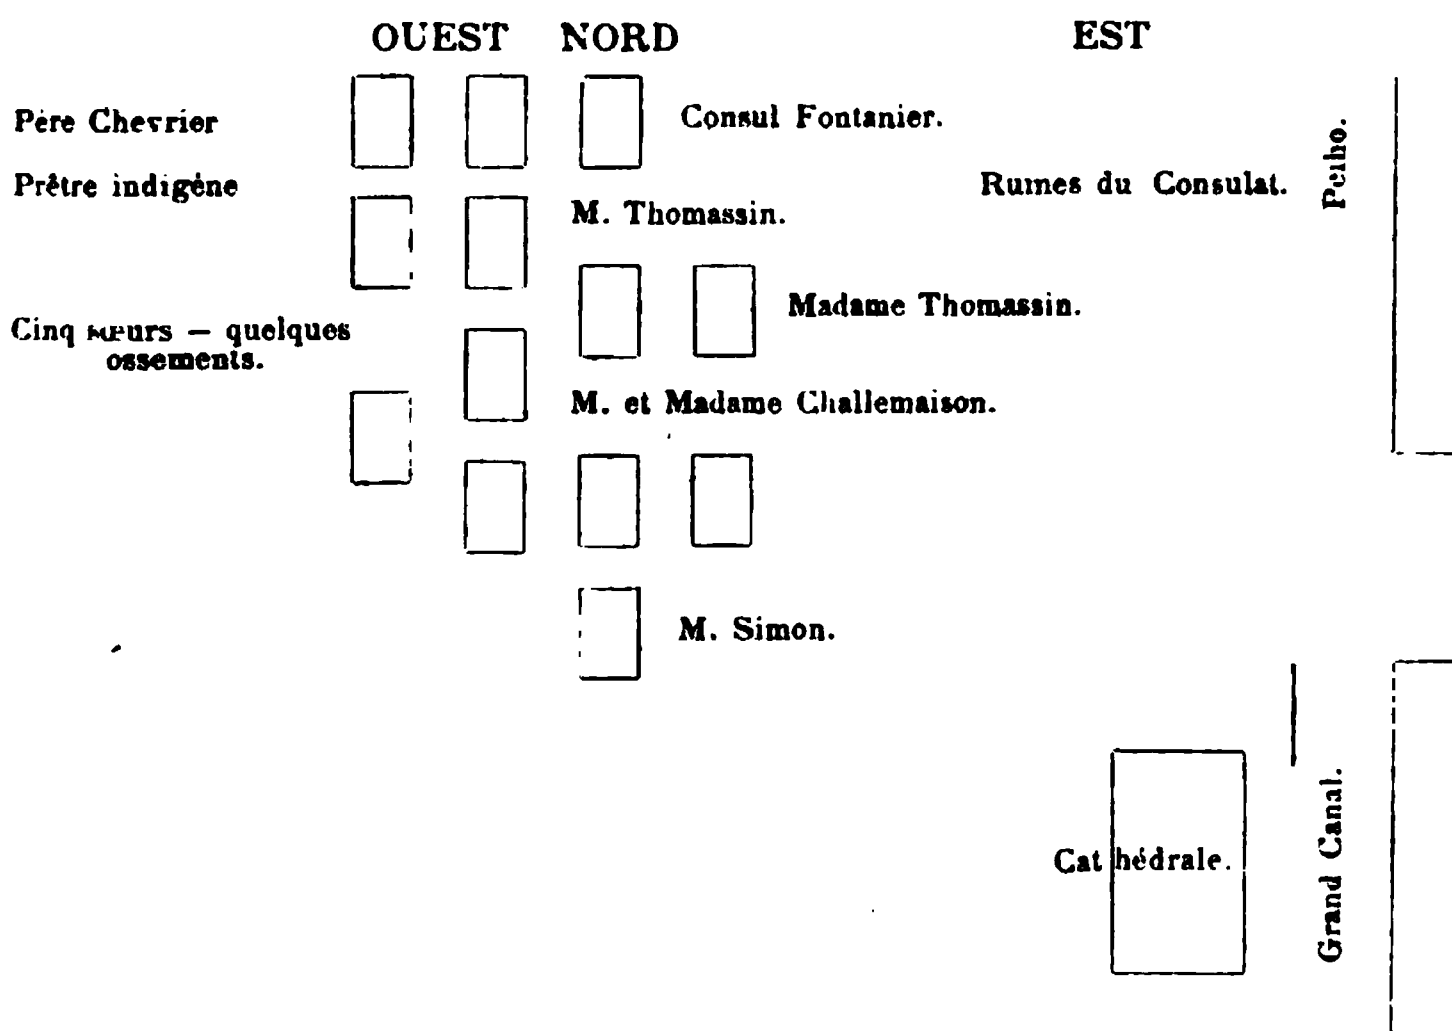 OUEST NORD EST
Père Chevrier
Consul Fontanier.
Prêtre indigéne
Ruines du Consulat.
Peiho.
M. Thomassin.
Madame Thomassin.
Cinq sœurs — quelques
ossements.
M. et Madame Challemaison.
M. Simon.
Cathédrale.
Grand Canal.